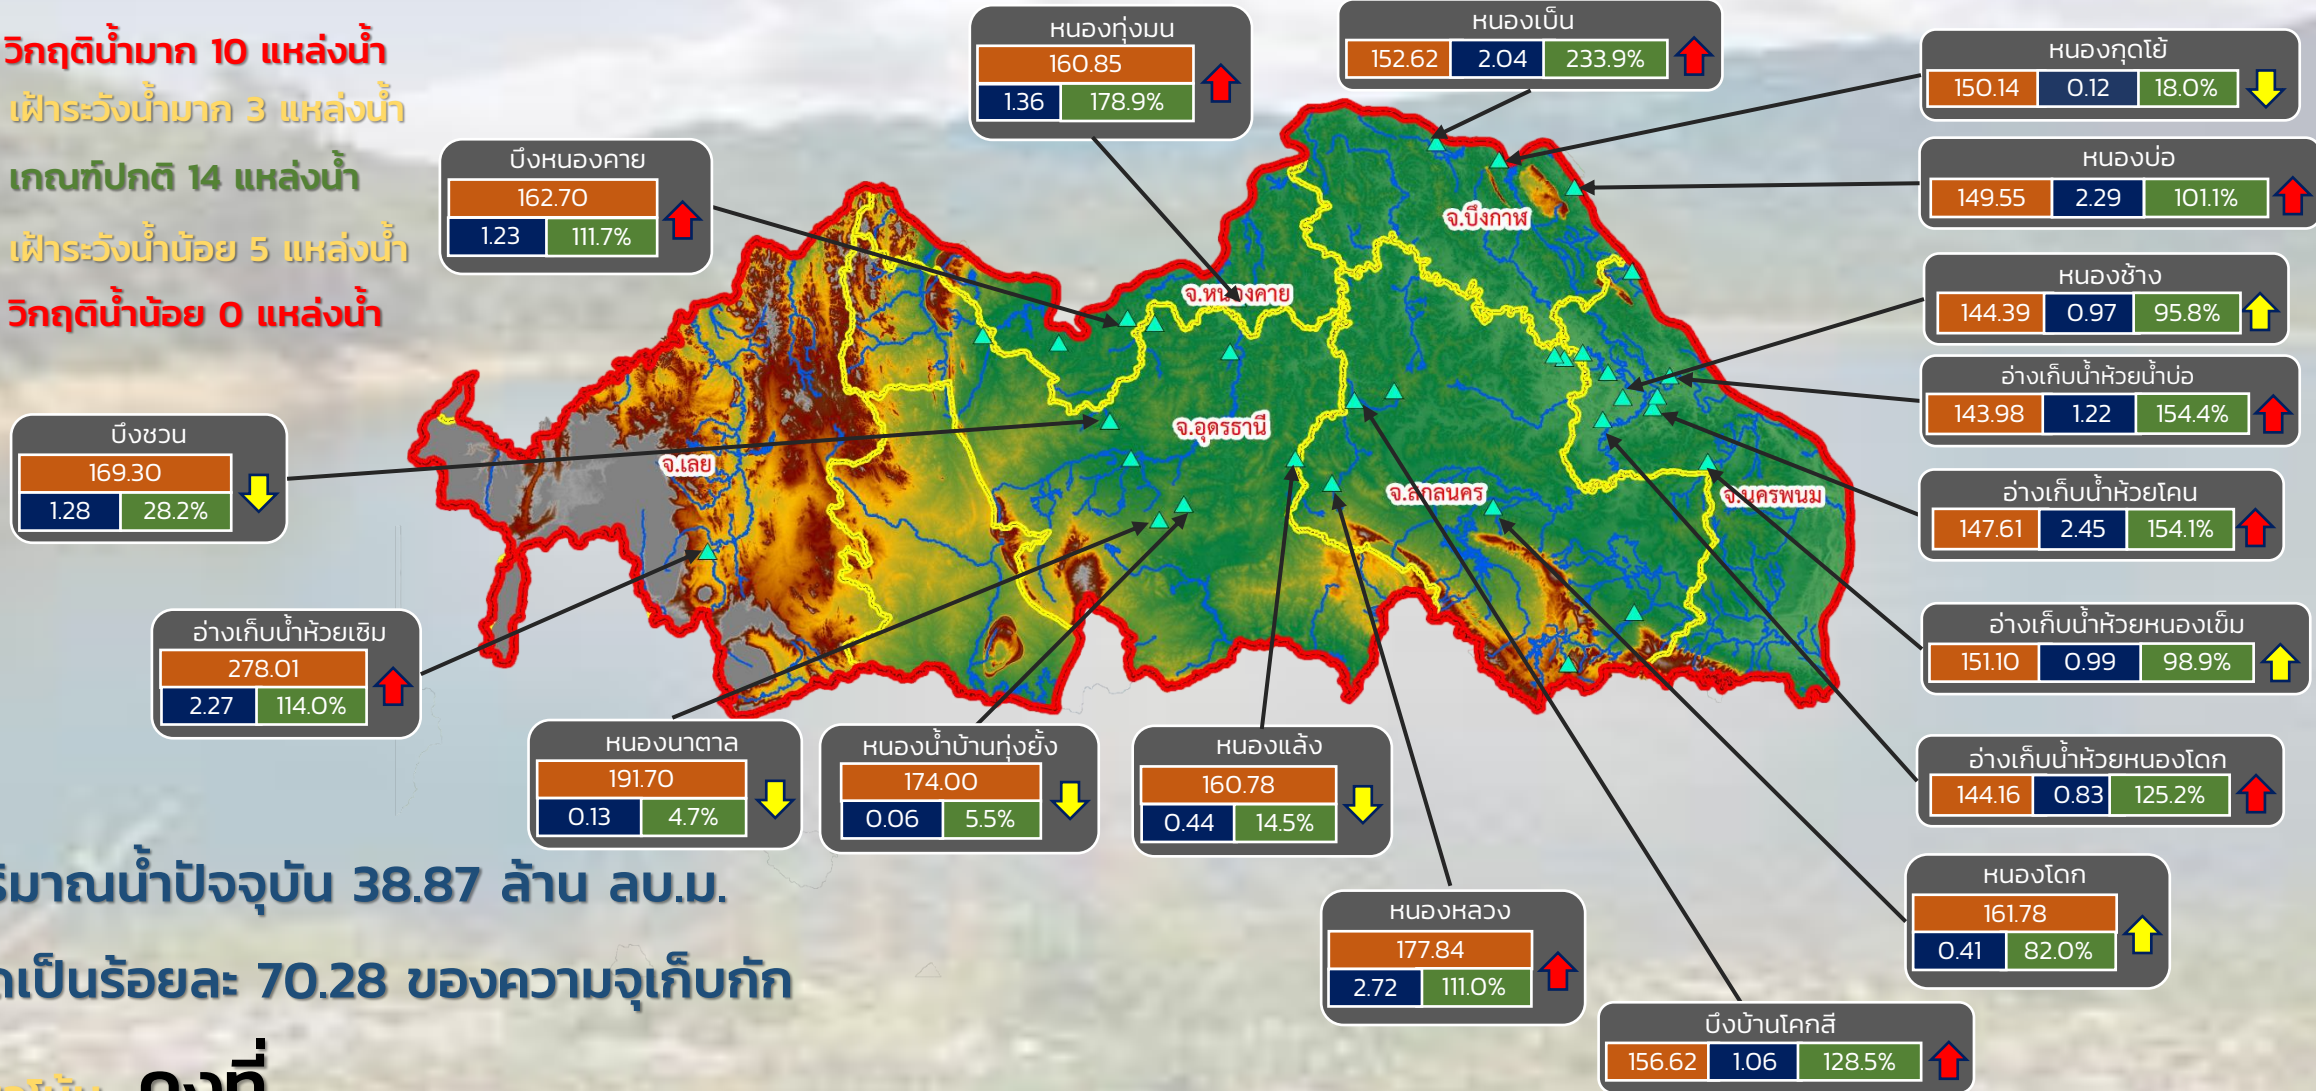 วิกฤติน้ำมาก 10 แหล่งน้ำ
เฝ้าระวังน้ำมาก 3 แหล่งน้ำ
เกณฑ์ปกติ 14 แหล่งน้ำ
เฝ้าระวังน้ำน้อย 5 แหล่งน้ำ
วิกฤติน้ำน้อย 0 แหล่งน้ำ
หนองทุ่งมน
160.85
1.36 178.9%
หนองเบ็น
152.62 2.04 233.9%
หนองกุดโย้
150.14 0.12 18.0%
บึงหนองคาย
162.70
1.23 111.7%
หนองบ่อ
149.55 2.29 101.1%
หนองช้าง
144.39 0.97 95.8%
อ่างเก็บน้ำห้วยน้ำบ่อ
143.98 1.22 154.4%
อ่างเก็บน้ำห้วยโคน
147.61 2.45 154.1%
อ่างเก็บน้ำห้วยหนองเข็ม
151.10 0.99 98.9%
อ่างเก็บน้ำห้วยหนองโดก
144.16 0.83 125.2%
หนองโดก
161.78
0.41 82.0%
บึงบ้านโคกสี
156.62 1.06 128.5%
หนองหลวง
177.84
2.72 111.0%
หนองแล้ง
160.78
0.44 14.5%
หนองน้ำบ้านทุ่งยั้ง
174.00
0.06 5.5%
หนองนาตาล
191.70
0.13 4.7%
อ่างเก็บน้ำห้วยเซิม
278.01
2.27 114.0%
บึงชวน
169.30
1.28 28.2%
จ.บึงกาฬ
จ.หนองคาย
จ.อุดรธานี
จ.เลย
จ.สกลนคร
จ.นครพนม
ริมาณน้ำปัจจุบัน 38.87 ล้าน ลบ.ม.
ดเป็นร้อยละ 70.28 ของความจุเก็บกัก
คงที่